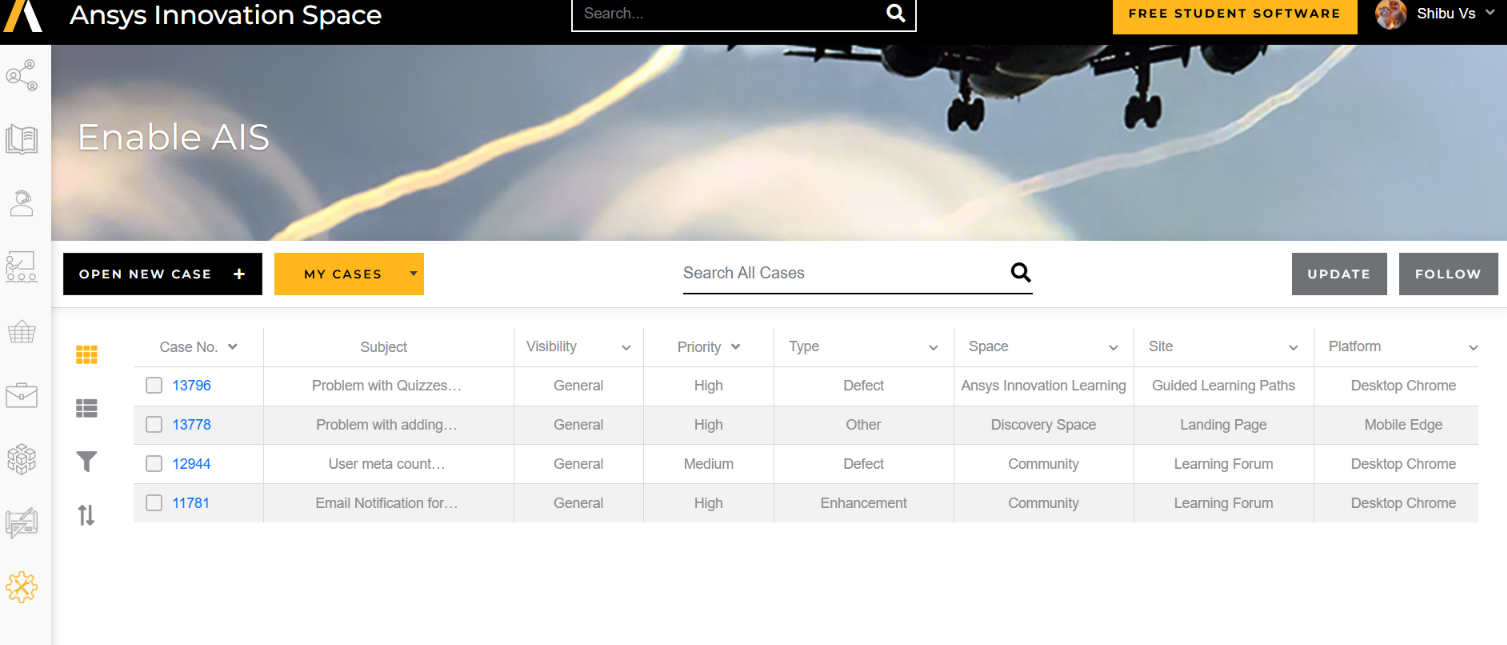 Ansys Innovation Space
Search...
FREE STUDENT SOFTWARE
Shibu Vs
Enable AIS
OPEN NEW CASE +
MY CASES
Search All Cases
UPDATE
FOLLOW
Case No. Subject Visibility Priority Type Space Site Platform
13796 Problem with Quizzes... General High Defect Ansys Innovation Learning Guided Learning Paths Desktop Chrome
13778 Problem with adding... General High Other Discovery Space Landing Page Mobile Edge
12944 User meta count... General Medium Defect Community Learning Forum Desktop Chrome
11781 Email Notification for... General High Enhancement Community Learning Forum Desktop Chrome